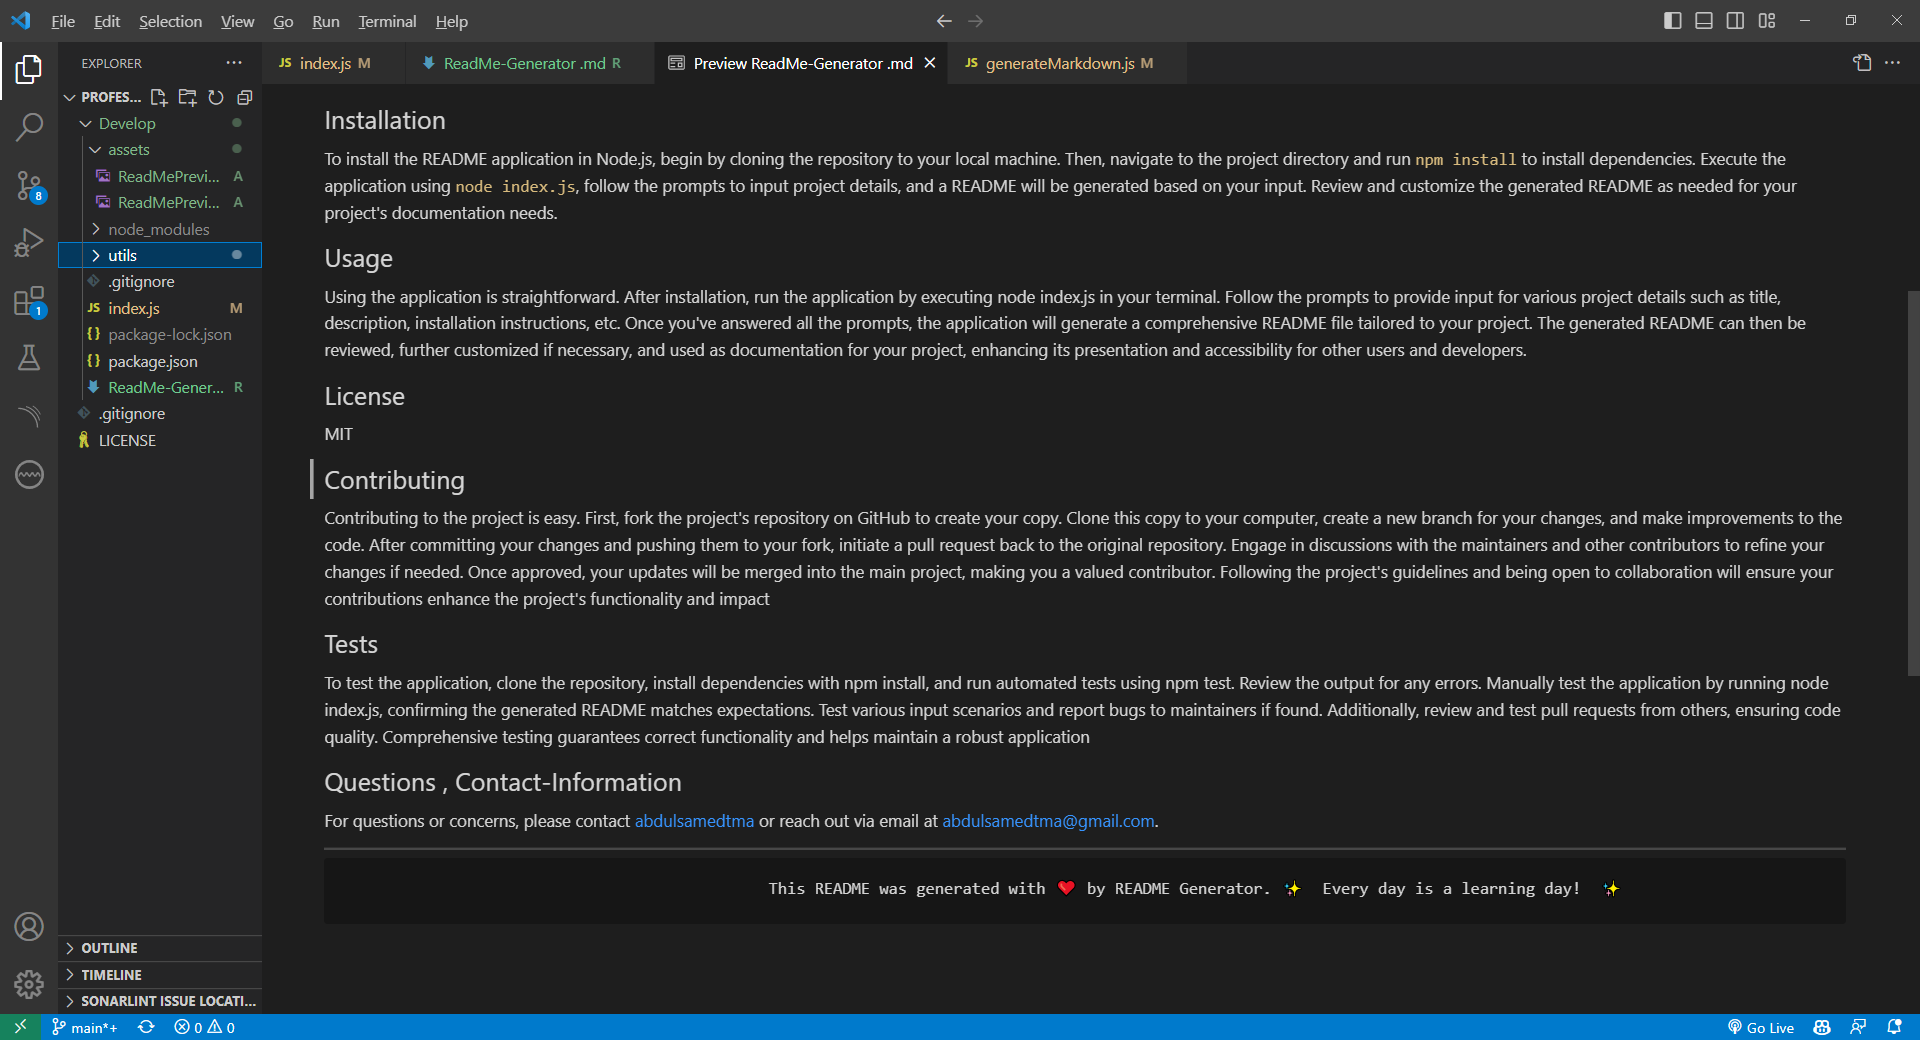 File Edit Selection View Go Run Terminal Help
EXPLORER
JS index.js M
ReadMe-Generator .md R
Preview ReadMe-Generator .md
JS generateMarkdown.js M
PROFES...
Develop
assets
ReadMePrevi... A
ReadMePrevi... A
node_modules
utils
.gitignore
JS index.js M
{} package-lock.json
{} package.json
ReadMe-Gener... R
.gitignore
LICENSE
8
1
OUTLINE
TIMELINE
SONARLINT ISSUE LOCATI...
Installation
To install the README application in Node.js, begin by cloning the repository to your local machine. Then, navigate to the project directory and run npm install to install dependencies. Execute the
application using node index.js, follow the prompts to input project details, and a README will be generated based on your input. Review and customize the generated README as needed for your
project's documentation needs.
Usage
Using the application is straightforward. After installation, run the application by executing node index.js in your terminal. Follow the prompts to provide input for various project details such as title,
description, installation instructions, etc. Once you've answered all the prompts, the application will generate a comprehensive README file tailored to your project. The generated README can then be
reviewed, further customized if necessary, and used as documentation for your project, enhancing its presentation and accessibility for other users and developers.
License
MIT
Contributing
Contributing to the project is easy. First, fork the project's repository on GitHub to create your copy. Clone this copy to your computer, create a new branch for your changes, and make improvements to the
code. After committing your changes and pushing them to your fork, initiate a pull request back to the original repository. Engage in discussions with the maintainers and other contributors to refine your
changes if needed. Once approved, your updates will be merged into the main project, making you a valued contributor. Following the project's guidelines and being open to collaboration will ensure your
contributions enhance the project's functionality and impact
Tests
To test the application, clone the repository, install dependencies with npm install, and run automated tests using npm test. Review the output for any errors. Manually test the application by running node
index.js, confirming the generated README matches expectations. Test various input scenarios and report bugs to maintainers if found. Additionally, review and test pull requests from others, ensuring code
quality. Comprehensive testing guarantees correct functionality and helps maintain a robust application
Questions , Contact-Information
For questions or concerns, please contact abdulsamedtma or reach out via email at abdulsamedtma@gmail.com.
This README was generated with ❤️ by README Generator. ✨ Every day is a learning day! ✨
main*+ 0 0 Go Live